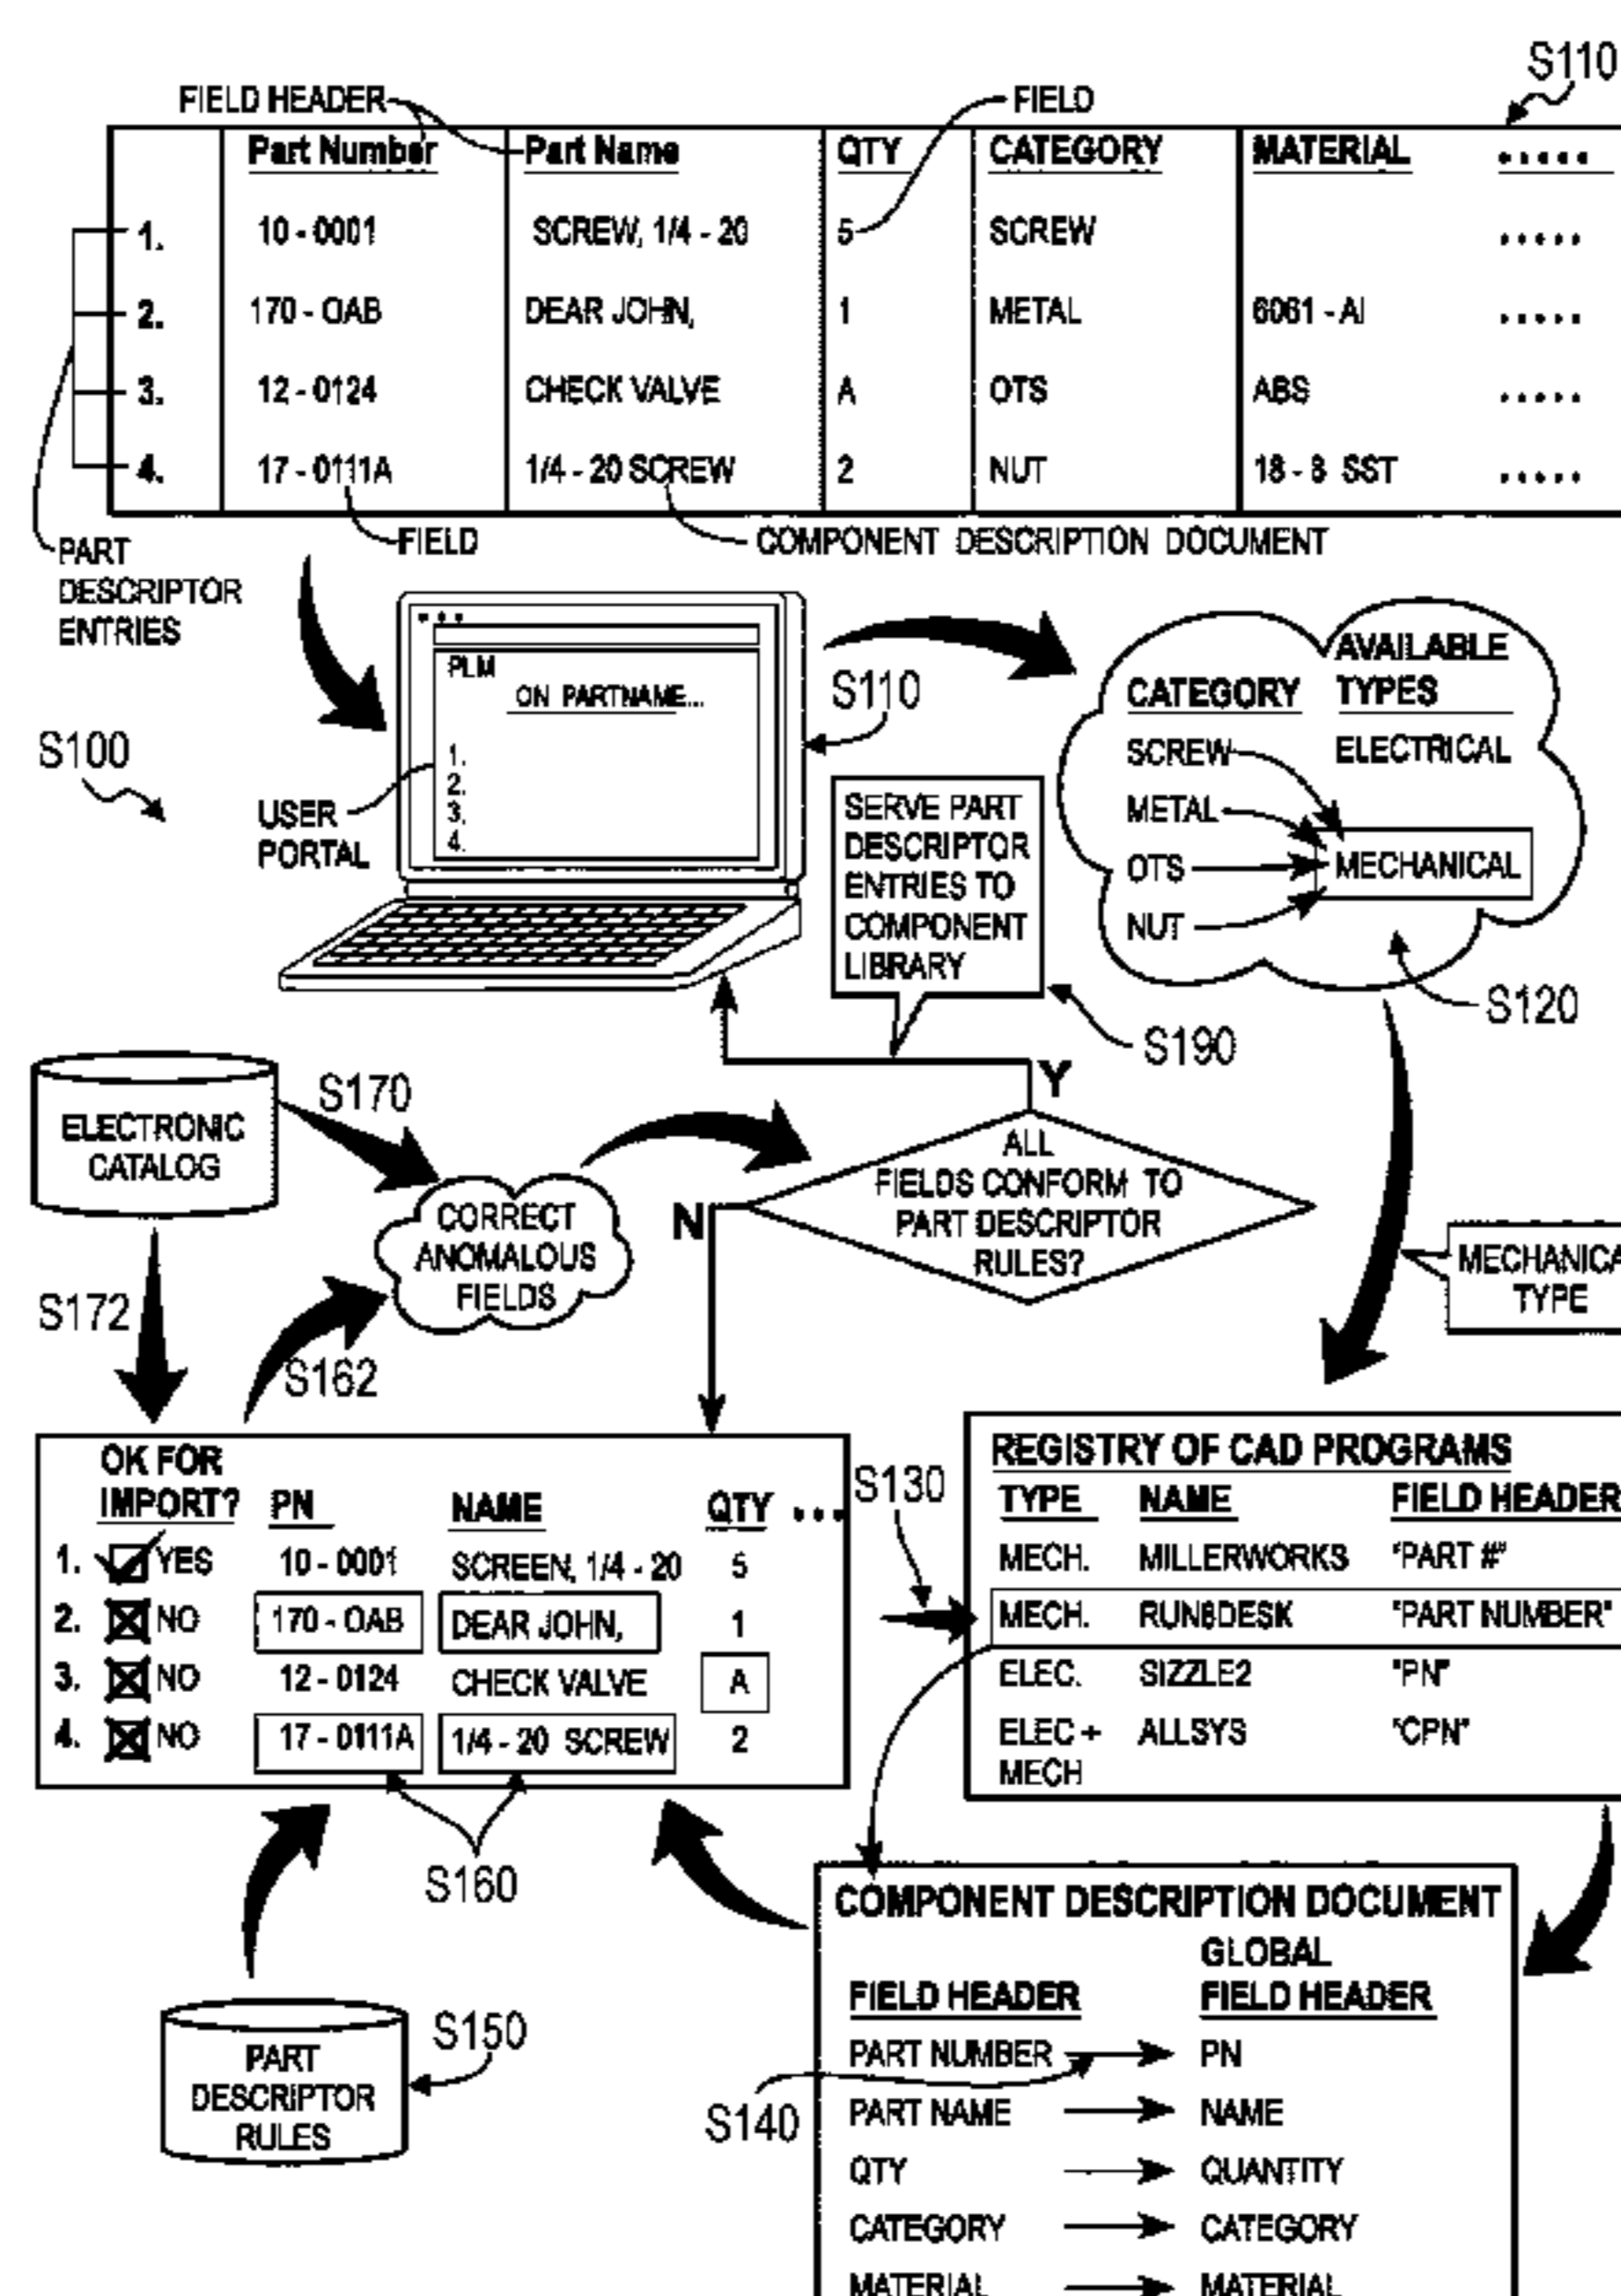 S110
FIELD HEADER
FIELD
Part Number Part Name QTY CATEGORY MATERIAL .....
1. 10 - 0001 SCREW, 1/4 - 20 5 SCREW .....
2. 170 - OAB DEAR JOHN, 1 METAL 6061 - Al .....
3. 12 - 0124 CHECK VALVE A OTS ABS .....
4. 17 - 0111A 1/4 - 20 SCREW 2 NUT 18 - 8 SST .....
PART
DESCRIPTOR
ENTRIES
FIELD
COMPONENT DESCRIPTION DOCUMENT
PLM
ON PARTNAME...
1.
2.
3.
4.
S110
S100
USER
PORTAL
AVAILABLE
CATEGORY TYPES
SCREW ELECTRICAL
METAL
OTS MECHANICAL
NUT
S120
SERVE PART
DESCRIPTOR
ENTRIES TO
COMPONENT
LIBRARY
S190
Y
ELECTRONIC
CATALOG
S170
CORRECT
ANOMALOUS
FIELDS
N
ALL
FIELDS CONFORM TO
PART DESCRIPTOR
RULES?
MECHANICA
TYPE
S172
S162
OK FOR
IMPORT? PN NAME QTY ...
1. YES 10 - 0001 SCREEN, 1/4 - 20 5
2. NO 170 - OAB DEAR JOHN, 1
3. NO 12 - 0124 CHECK VALVE A
4. NO 17 - 0111A 1/4 - 20 SCREW 2
S130
REGISTRY OF CAD PROGRAMS
TYPE NAME FIELD HEADER
MECH. MILLERWORKS "PART #"
MECH. RUN8DESK "PART NUMBER"
ELEC. SIZZLE2 "PN"
ELEC + ALLSYS "CPN"
MECH
S160
PART
DESCRIPTOR
RULES
S150
COMPONENT DESCRIPTION DOCUMENT
GLOBAL
FIELD HEADER FIELD HEADER
PART NUMBER PN
S140
PART NAME NAME
QTY QUANTITY
CATEGORY CATEGORY
MATERIAL MATERIAL